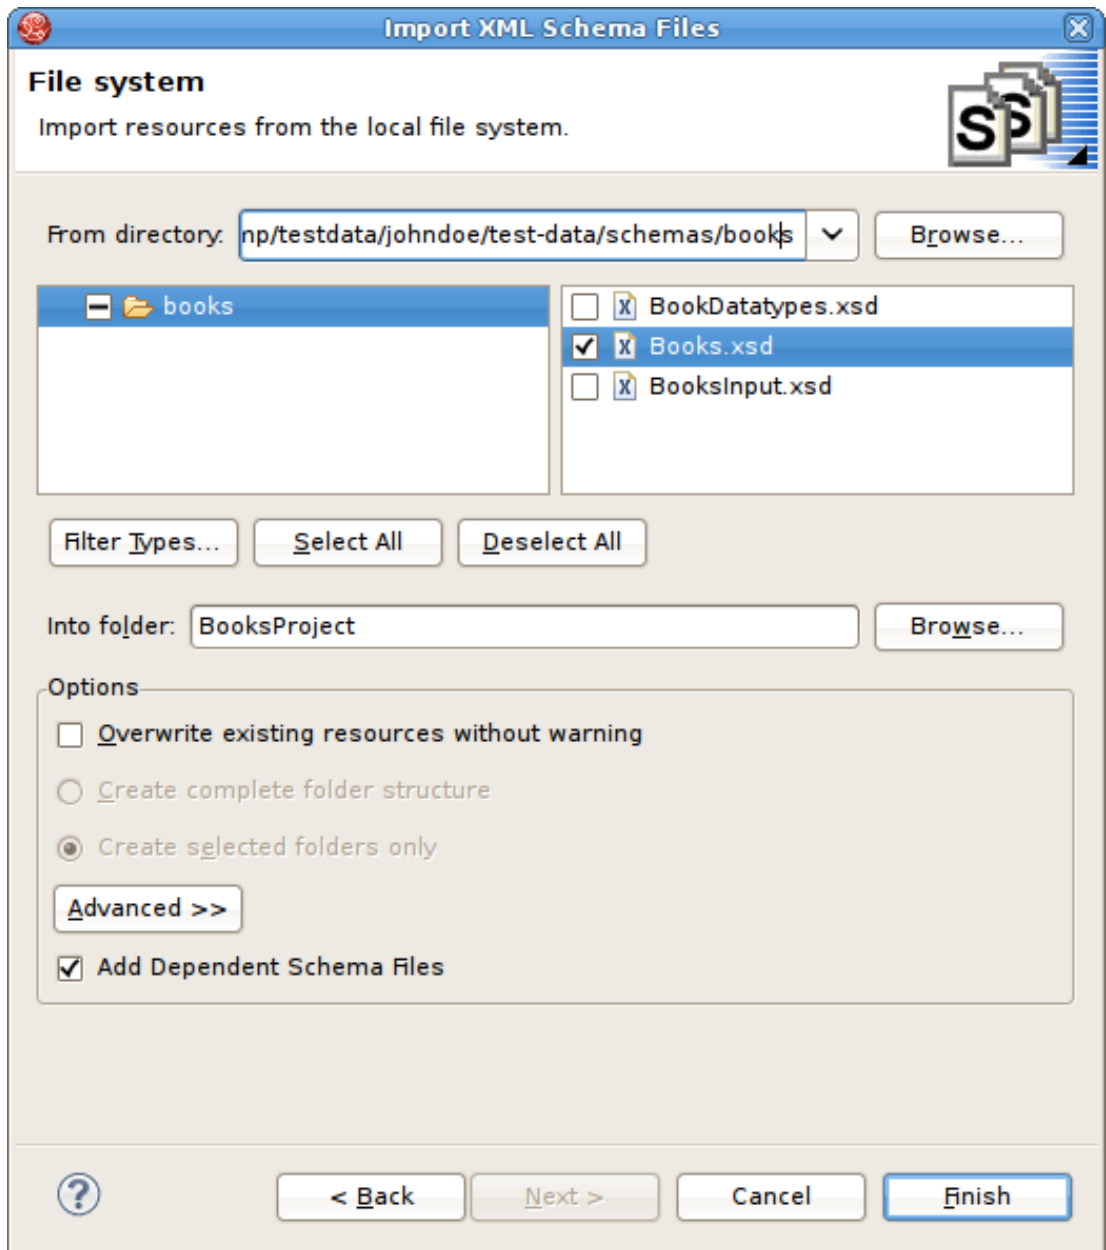 Import XML Schema Files
File system
Import resources from the local file system.
S S
From directory: np/testdata/johndoe/test-data/schemas/books Browse...
books
BookDatatypes.xsd
Books.xsd
BooksInput.xsd
Filter Types... Select All Deselect All
Into folder: BooksProject Browse...
Options
Overwrite existing resources without warning
Create complete folder structure
Create selected folders only
Advanced >>
Add Dependent Schema Files
? < Back Next > Cancel Finish